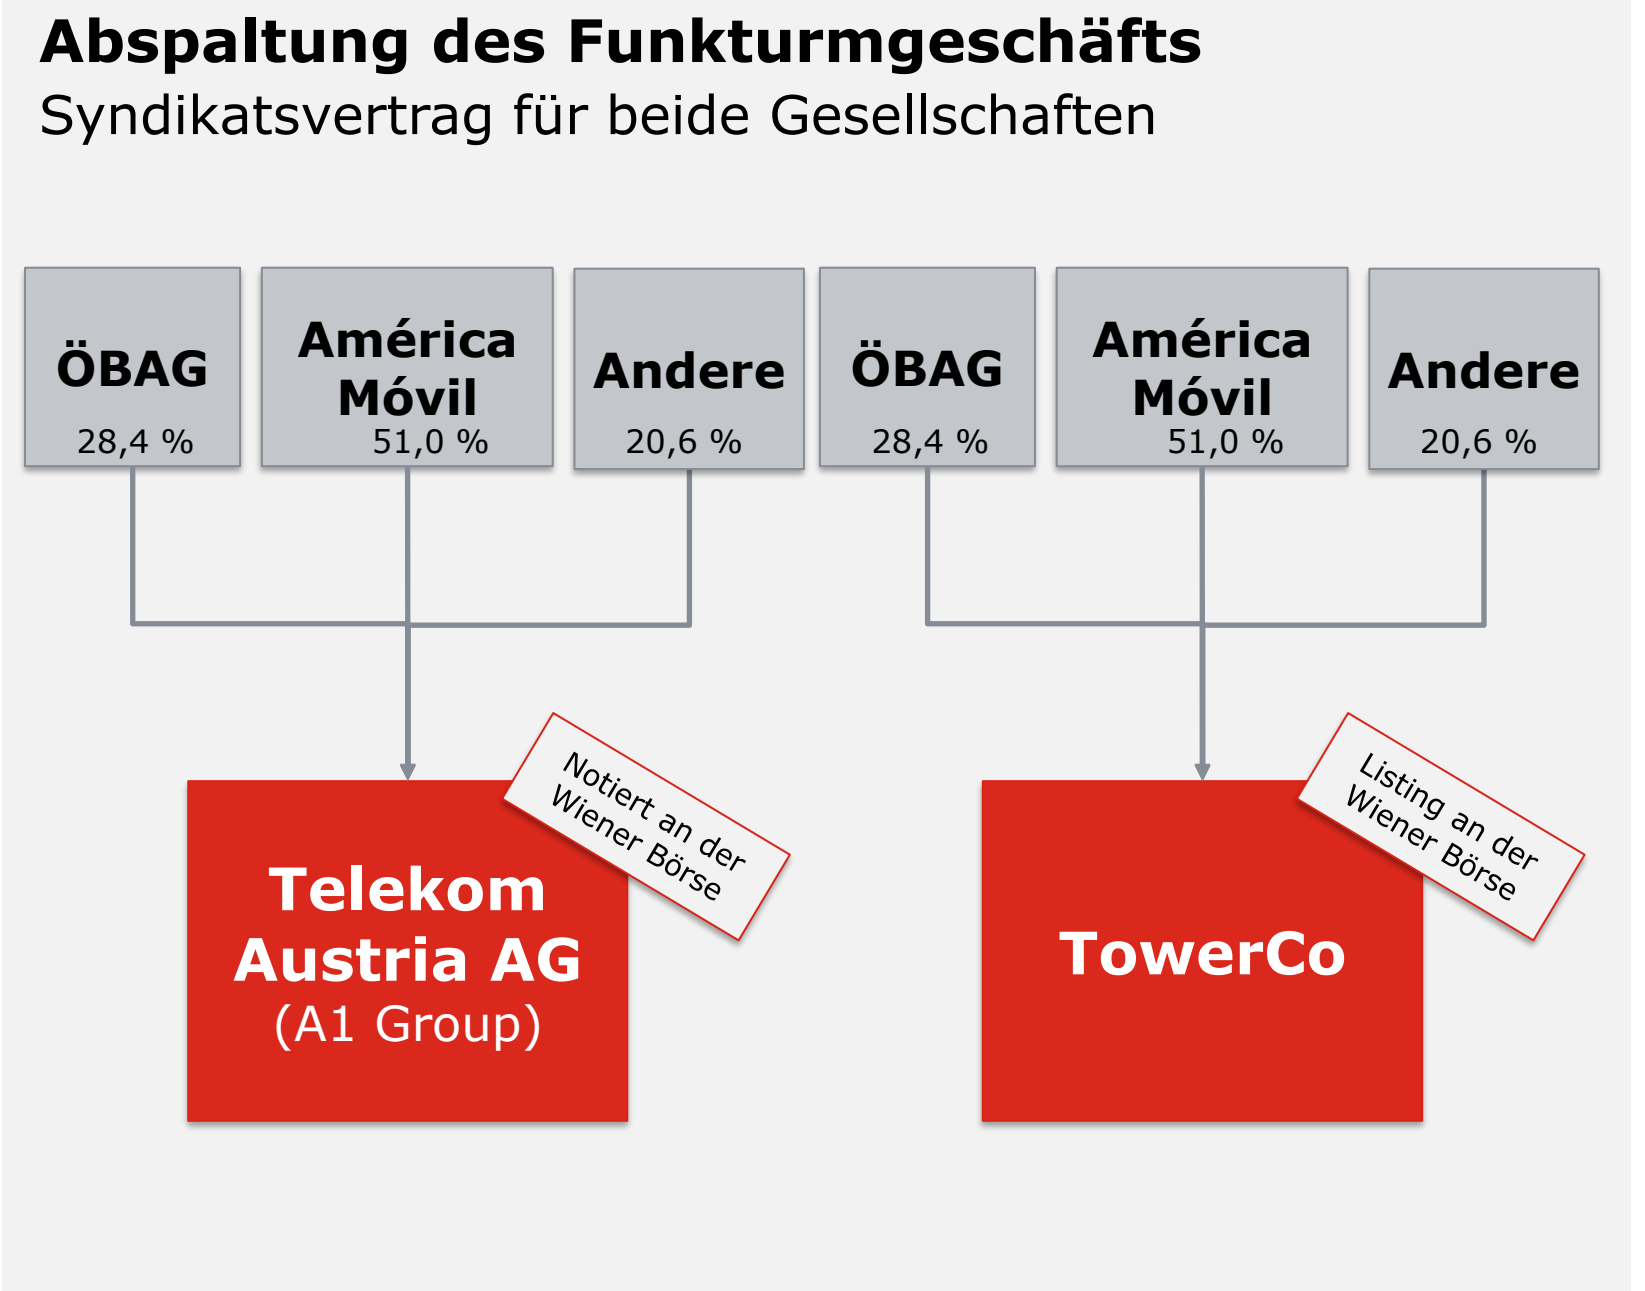 Abspaltung des Funkturmgeschäfts
Syndikatsvertrag für beide Gesellschaften
ÖBAG
28,4 %
América
Móvil
51,0 %
Andere
20,6 %
ÖBAG
28,4 %
América
Móvil
51,0 %
Andere
20,6 %
Notiert an der
Wiener Börse
Telekom
Austria AG
(A1 Group)
Listing an der
Wiener Börse
TowerCo